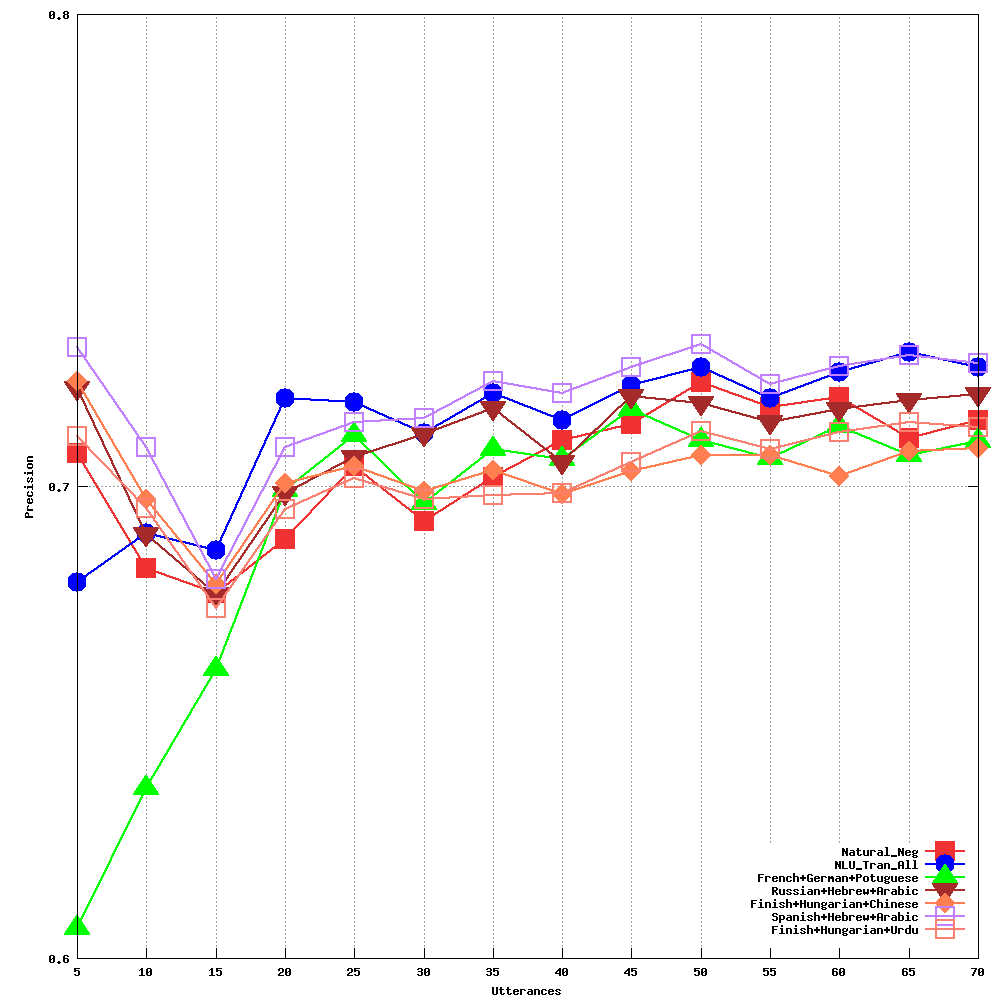 0.8
Precision
0.7
Natural_Neg
NLU_Tran_All
French+German+Potuguese
Russian+Hebrew+Arabic
Finish+Hungarian+Chinese
Spanish+Hebrew+Arabic
Finish+Hungarian+Urdu
0.6
5 10 15 20 25 30 35 40 45 50 55 60 65 70
Utterances